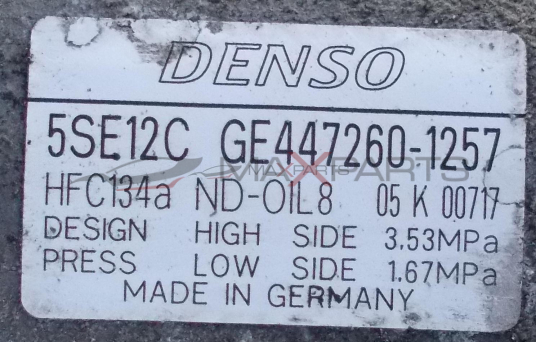 DENSO
5SE12C GE447260-1257
MAXPARTS
HFC134a ND-OIL8 05 K 00717
DESIGN HIGH SIDE 3.53MPa
PRESS LOW SIDE 1.67MPa
MADE IN GERMANY